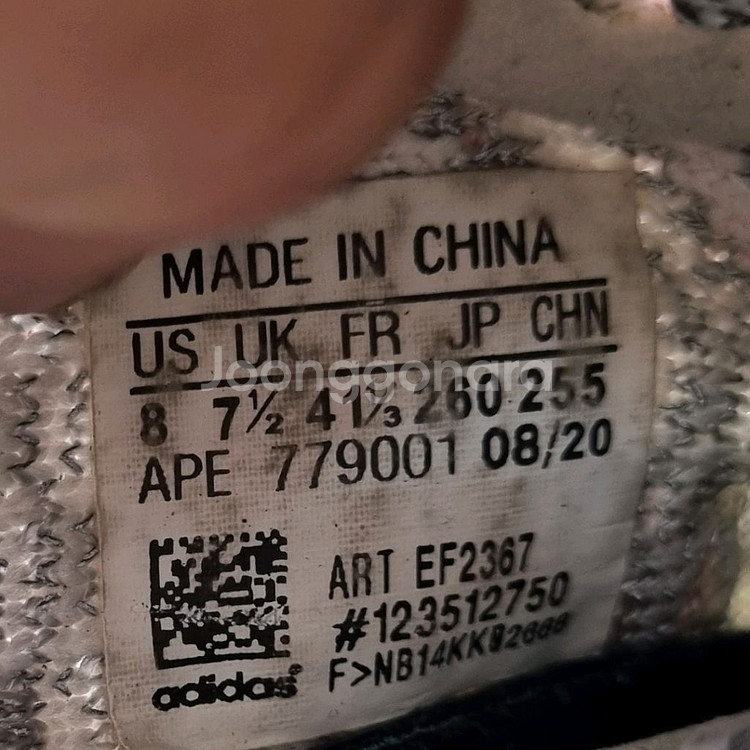 MADE IN CHINA
US UK FR JP CHN
Joonggonara
8 7½ 41⅓ 260 255
APE 779001 08/20
ART EF2367
#123512750
adidas®